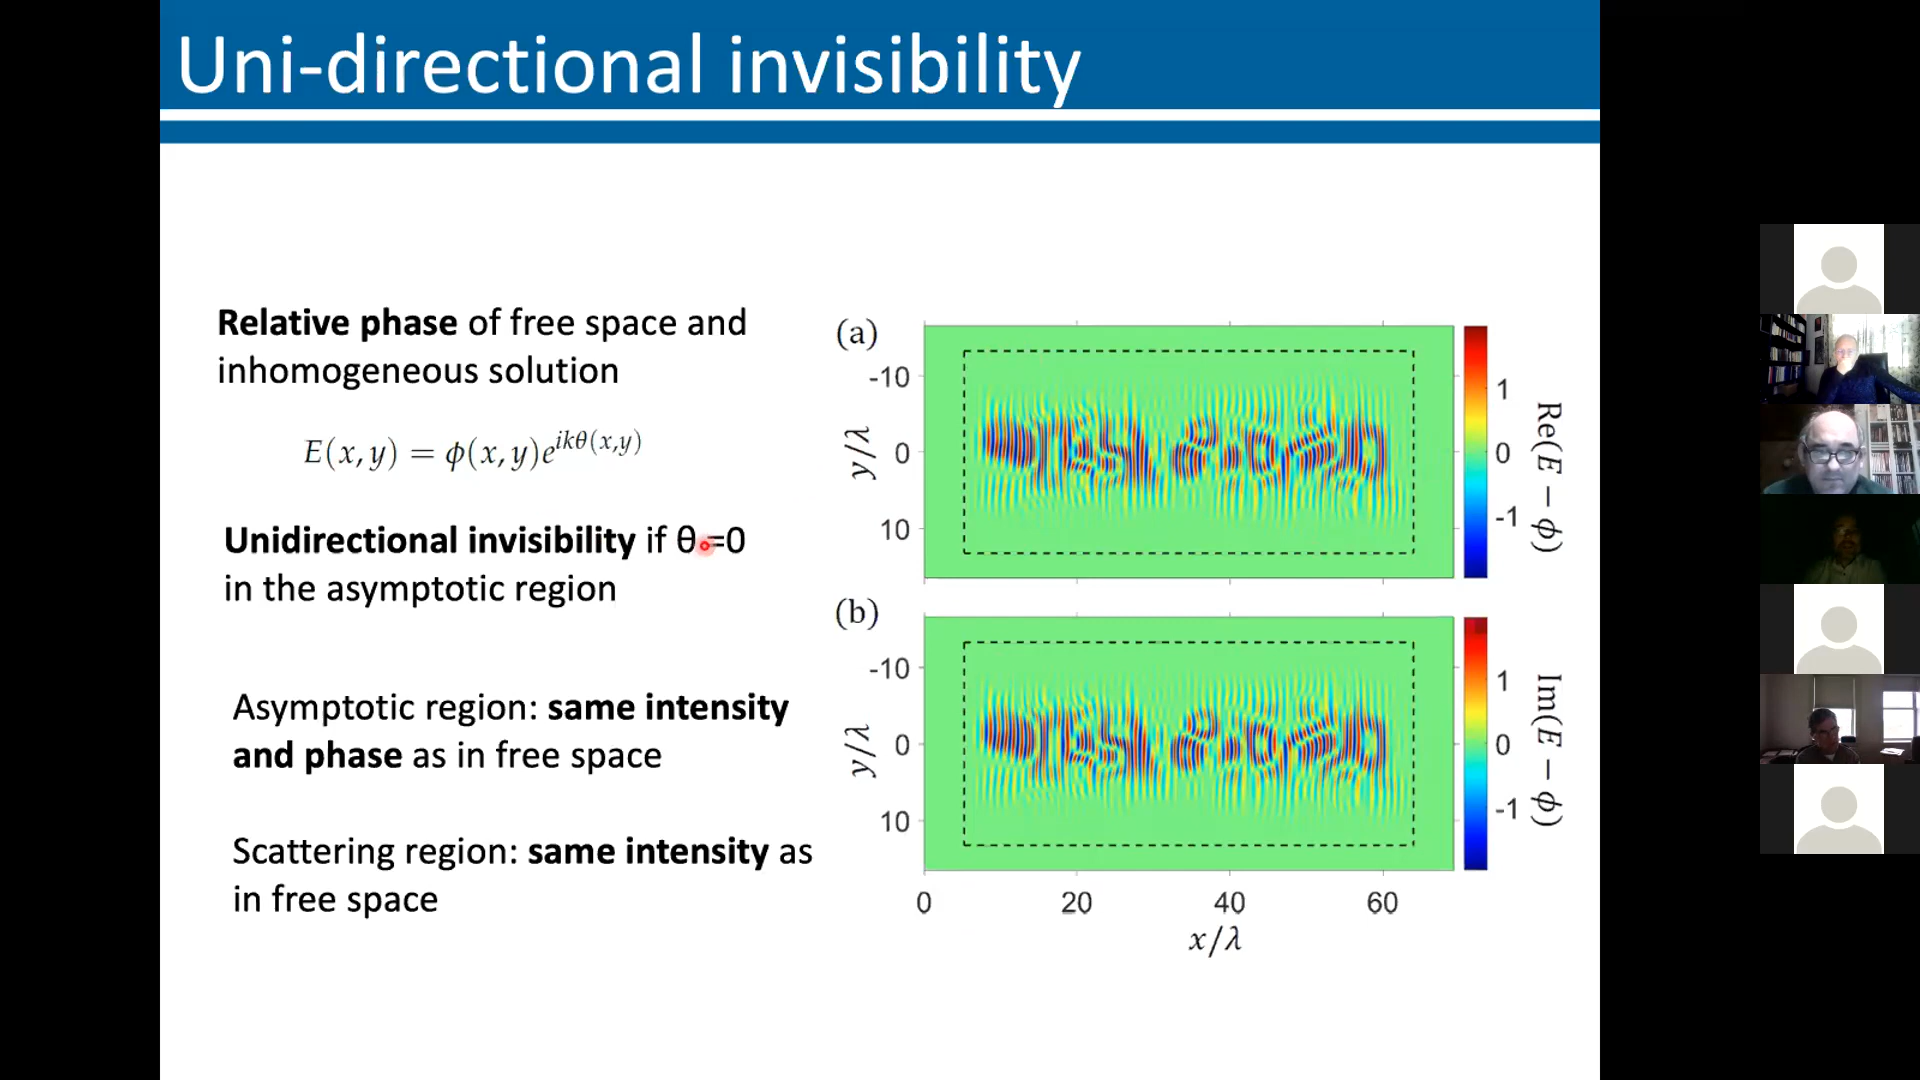 Uni-directional invisibility
Relative phase of free space and
inhomogeneous solution
E(x, y) = ϕ(x, y)e^{ikθ(x,y)}
Unidirectional invisibility if θ =0
in the asymptotic region
Asymptotic region: same intensity
and phase as in free space
Scattering region: same intensity as
in free space
(a)
-10
0
10
y/λ
1
0
-1
Re(E − ϕ)
(b)
-10
0
10
y/λ
1
0
-1
Im(E − ϕ)
0 20 40 60
x/λ